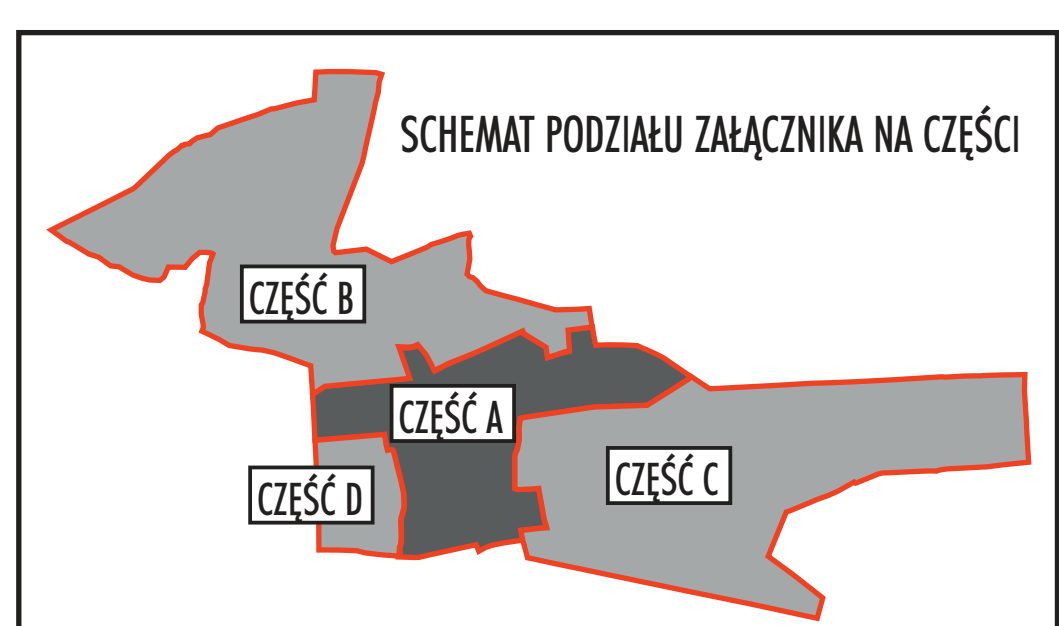 SCHEMAT PODZIAŁU ZAŁĄCZNIKA NA CZĘŚCI
CZĘŚĆ B
CZĘŚĆ A
CZĘŚĆ C
CZĘŚĆ D